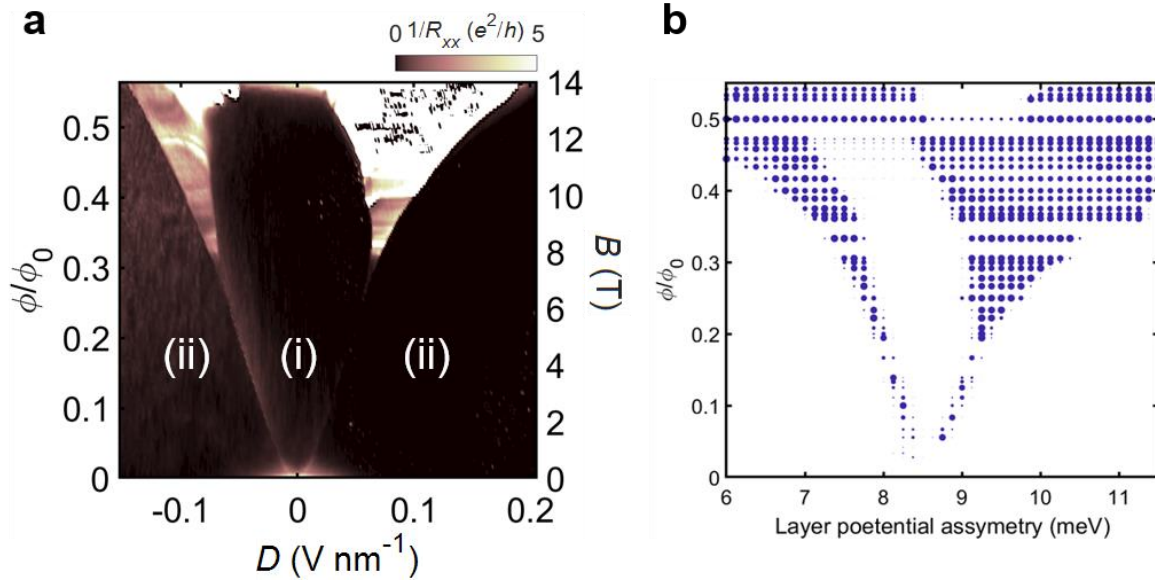 a
0 1/Rxx (e²/h) 5
ϕ/ϕ0
0.5
0.4
0.3
0.2
0.1
0
14
12
10
8
6
4
2
0
B (T)
(ii) (i) (ii)
-0.1 0 0.1 0.2
D (V nm⁻¹)
b
ϕ/ϕ0
0.5
0.4
0.3
0.2
0.1
0
6 7 8 9 10 11
Layer poetential assymetry (meV)